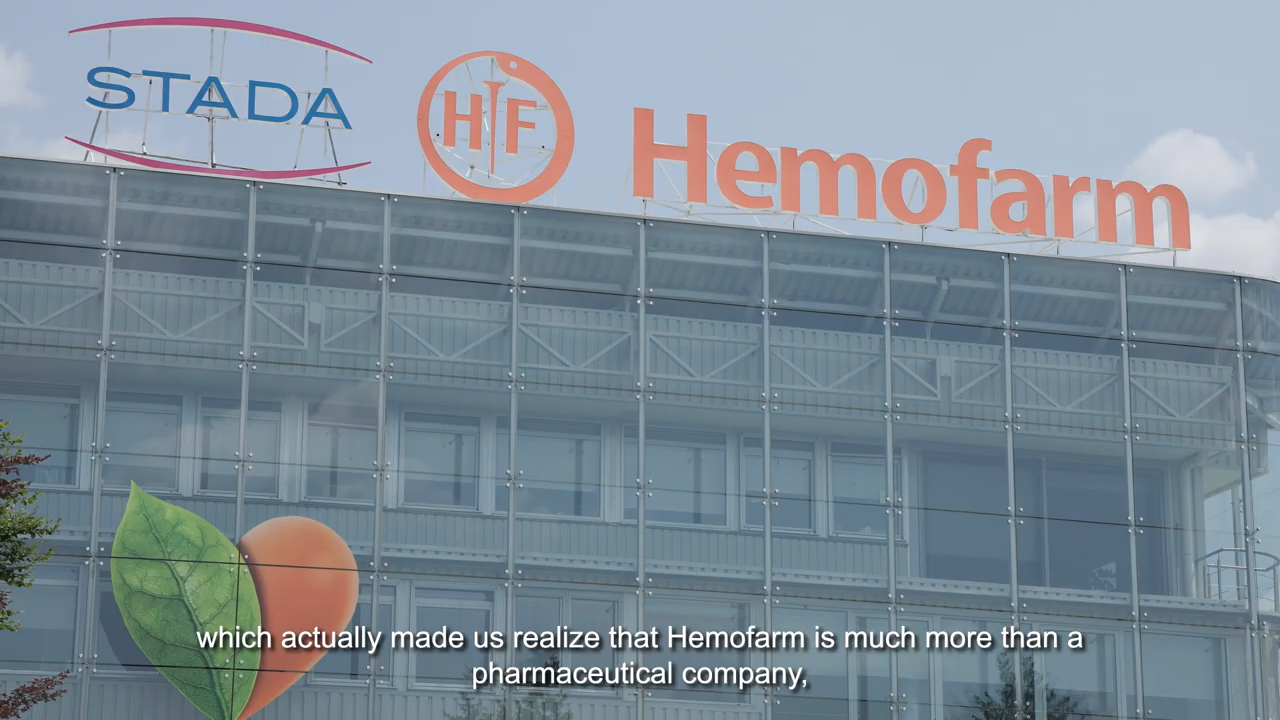 STADA
HF
Hemofarm
which actually made us realize that Hemofarm is much more than a
pharmaceutical company,